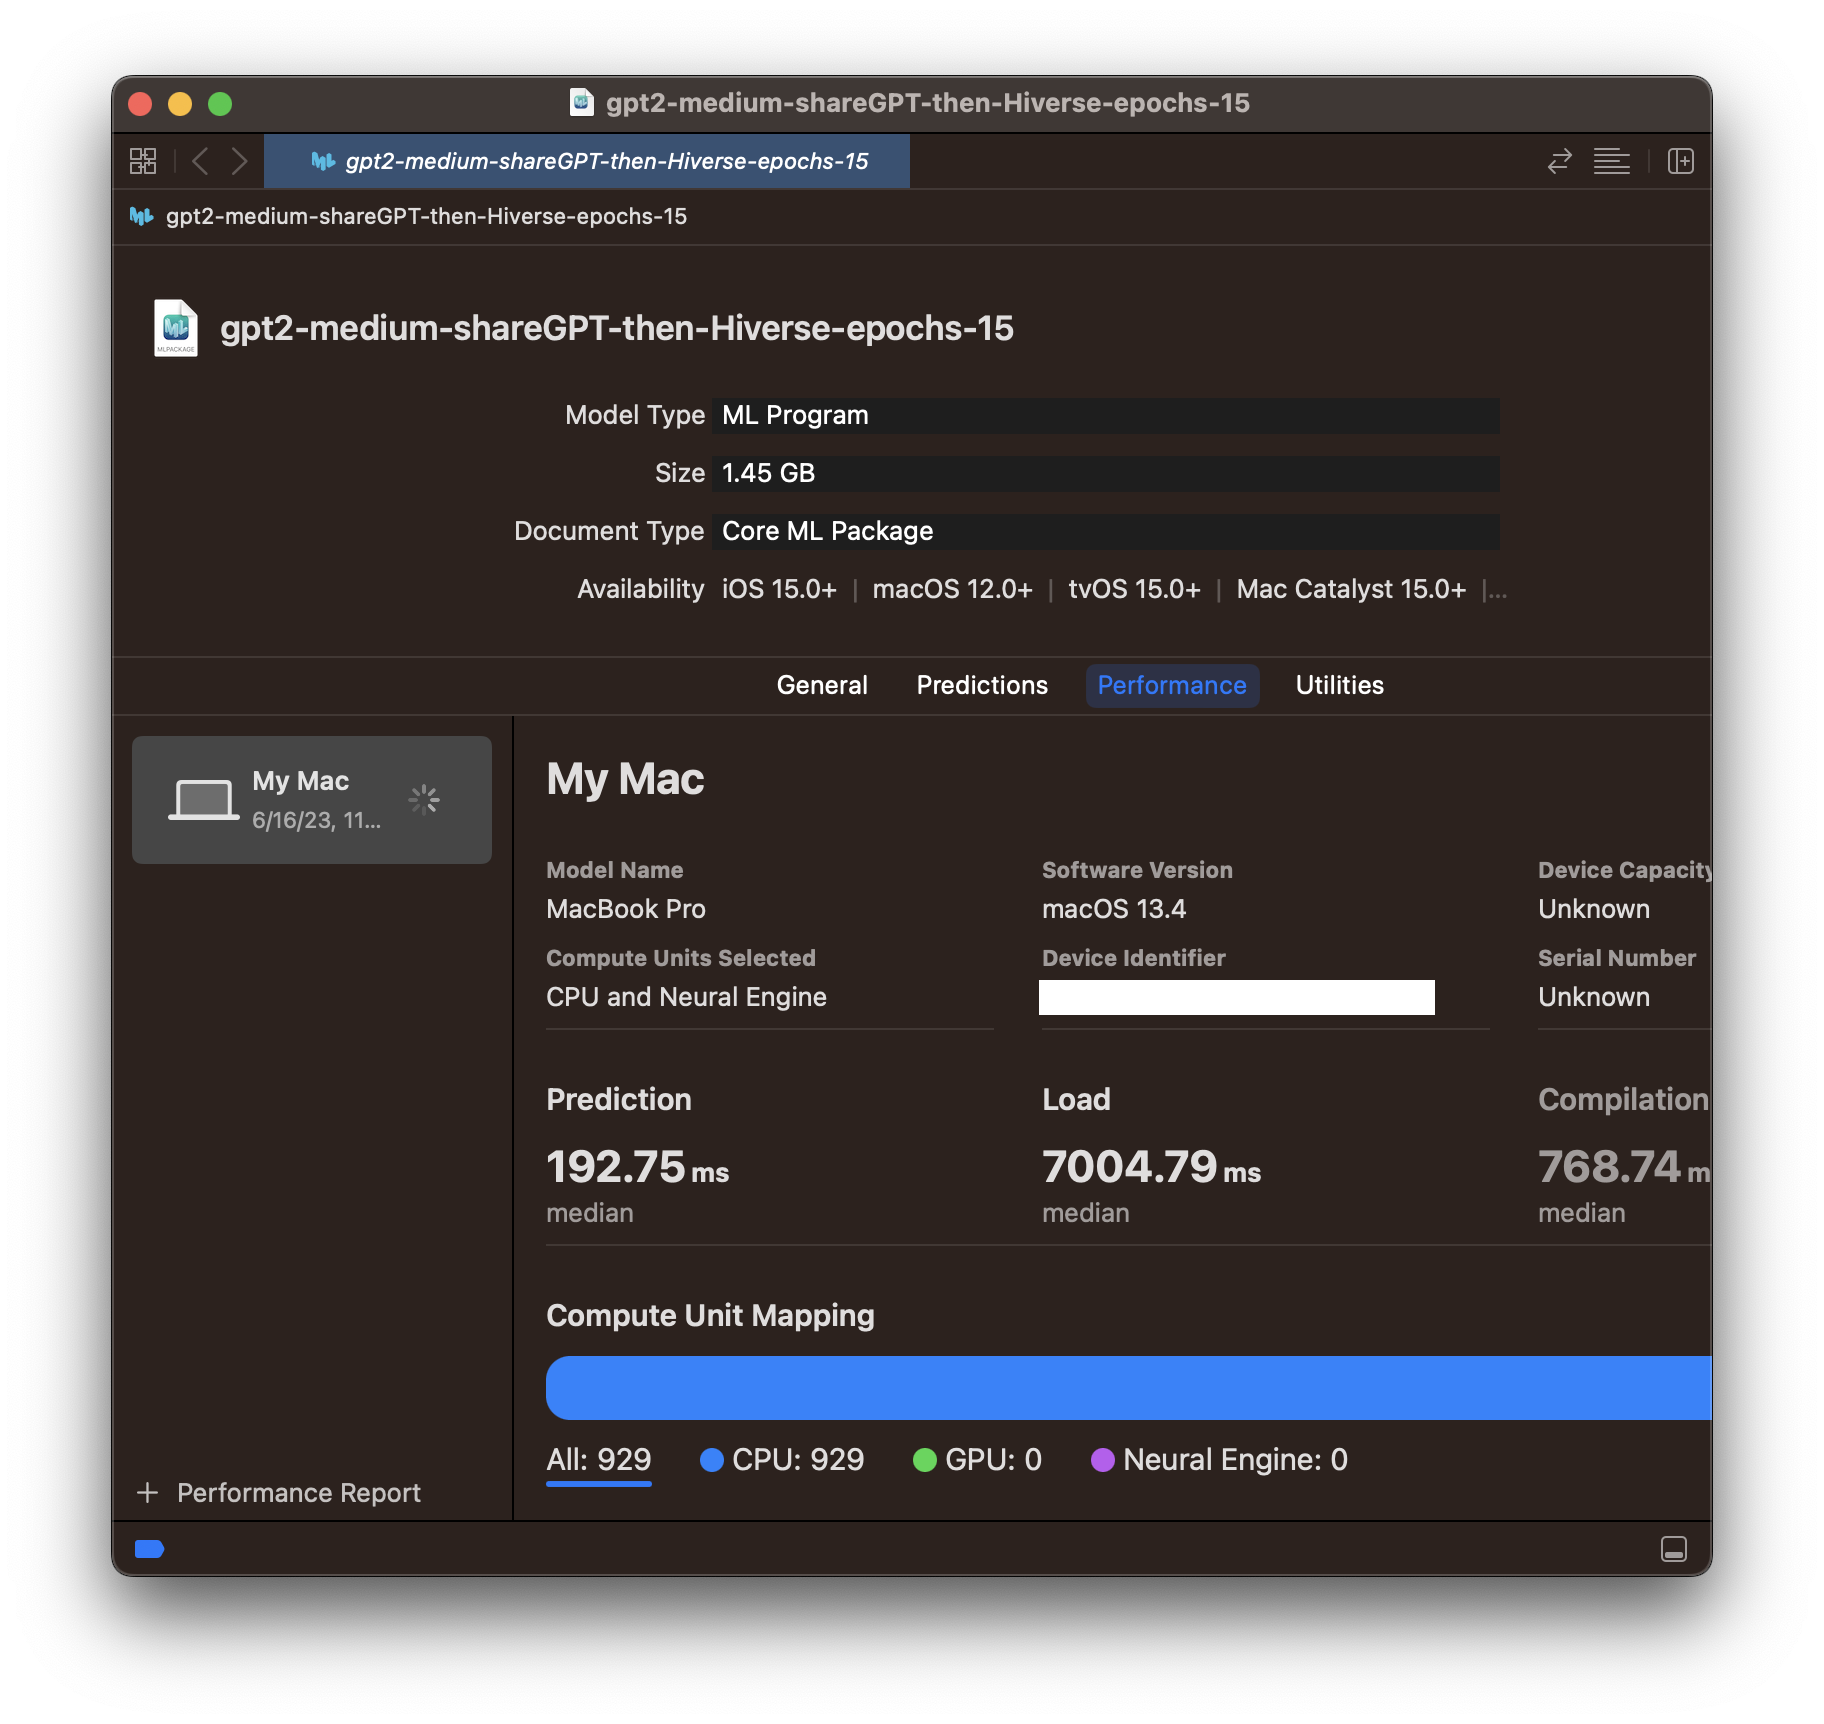 gpt2-medium-shareGPT-then-Hiverse-epochs-15
gpt2-medium-shareGPT-then-Hiverse-epochs-15
gpt2-medium-shareGPT-then-Hiverse-epochs-15
MLPACKAGE
gpt2-medium-shareGPT-then-Hiverse-epochs-15
Model Type ML Program
Size 1.45 GB
Document Type Core ML Package
Availability iOS 15.0+ | macOS 12.0+ | tvOS 15.0+ | Mac Catalyst 15.0+ |...
General Predictions Performance Utilities
My Mac
6/16/23, 11...
My Mac
Model Name Software Version Device Capacity
MacBook Pro macOS 13.4 Unknown
Compute Units Selected Device Identifier Serial Number
CPU and Neural Engine Unknown
Prediction Load Compilation
192.75 ms 7004.79 ms 768.74 m
median median median
Compute Unit Mapping
All: 929 CPU: 929 GPU: 0 Neural Engine: 0
+ Performance Report